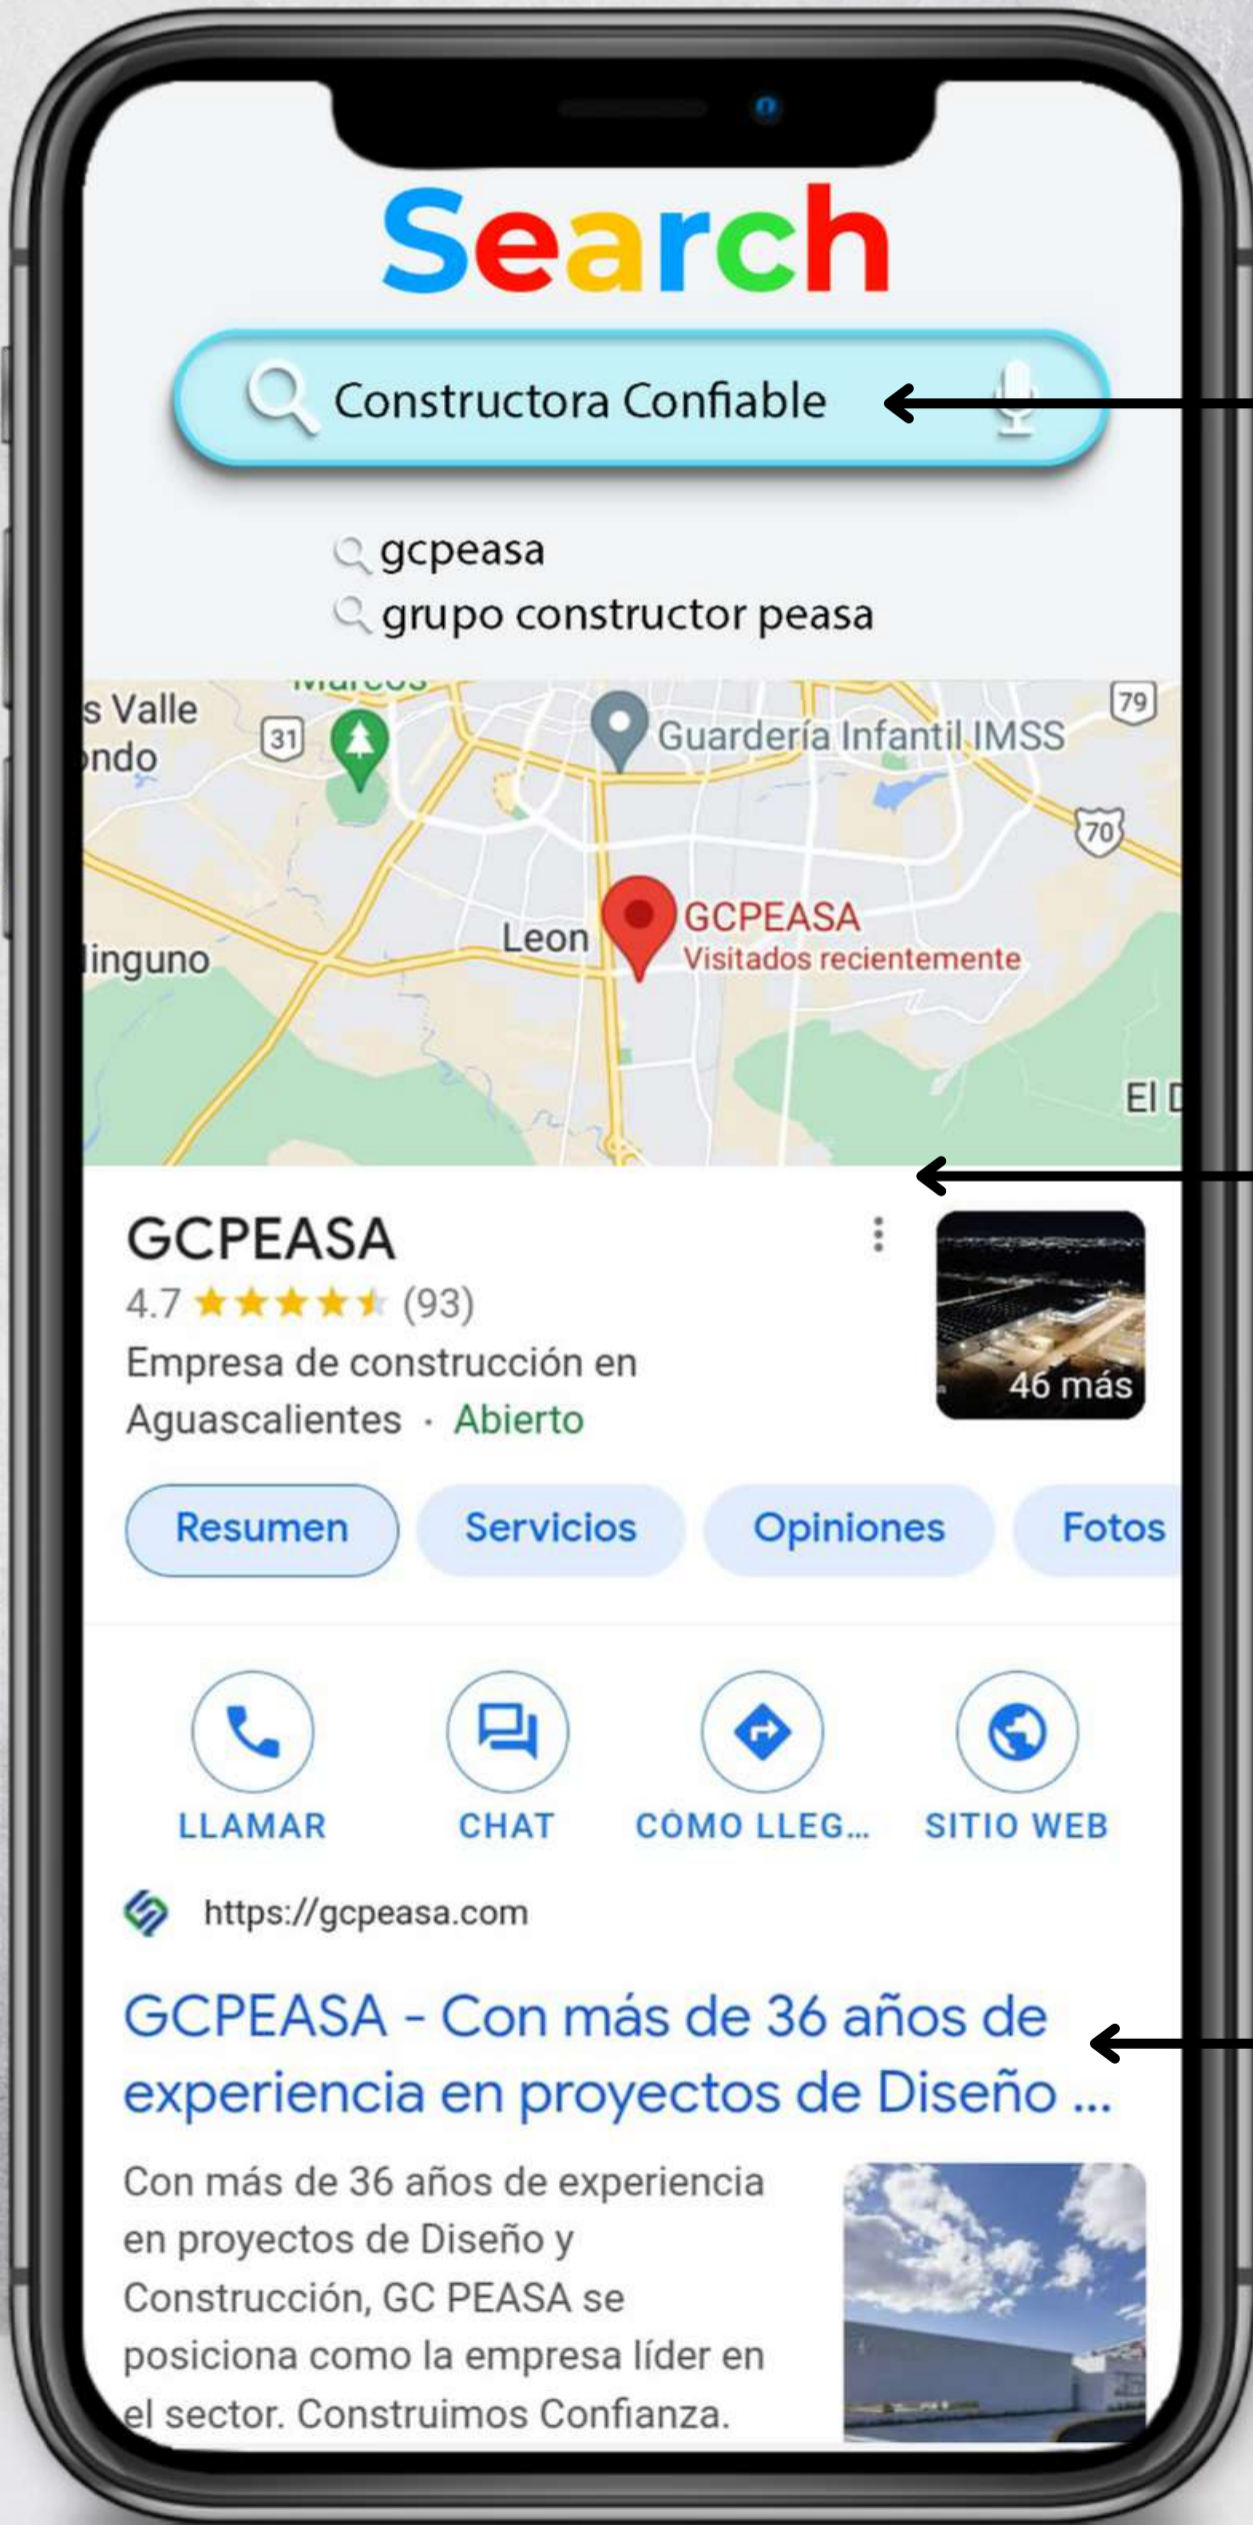 Search
Constructora Confiable
gcpeasa
grupo constructor peasa
s Valle
ndo
31
Marcos
Guardería Infantil IMSS
79
70
Leon
GCPEASA
Visitados recientemente
linguno
El D
GCPEASA
4.7 (93)
Empresa de construcción en
Aguascalientes · Abierto
46 más
Resumen Servicios Opiniones Fotos
LLAMAR CHAT CÓMO LLEG... SITIO WEB
https://gcpeasa.com
GCPEASA - Con más de 36 años de
experiencia en proyectos de Diseño ...
Con más de 36 años de experiencia
en proyectos de Diseño y
Construcción, GC PEASA se
posiciona como la empresa líder en
el sector. Construimos Confianza.